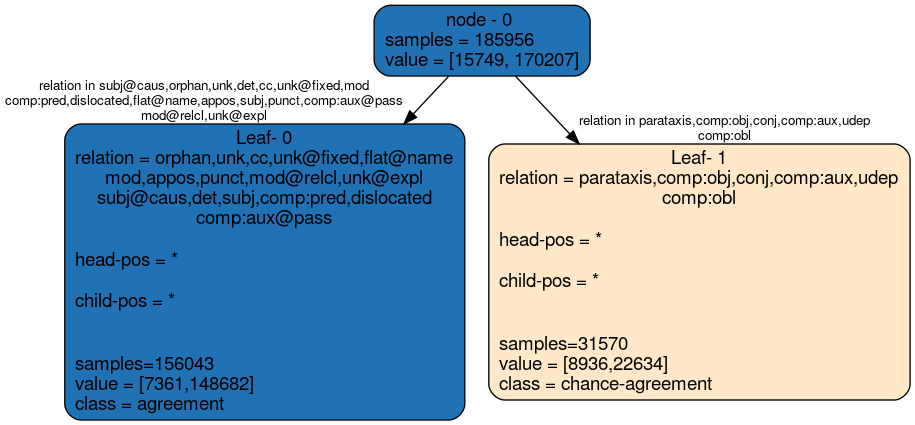 node - 0
samples = 185956
value = [15749, 170207]
relation in subj@caus,orphan,unk,det,cc,unk@fixed,mod
comp:pred,dislocated,flat@name,appos,subj,punct,comp:aux@pass
mod@relcl,unk@expl
relation in parataxis,comp:obj,conj,comp:aux,udep
comp:obl
Leaf- 0
relation = orphan,unk,cc,unk@fixed,flat@name
mod,appos,punct,mod@relcl,unk@expl
subj@caus,det,subj,comp:pred,dislocated
comp:aux@pass
head-pos = *
child-pos = *
samples=156043
value = [7361,148682]
class = agreement
Leaf- 1
relation = parataxis,comp:obj,conj,comp:aux,udep
comp:obl
head-pos = *
child-pos = *
samples=31570
value = [8936,22634]
class = chance-agreement